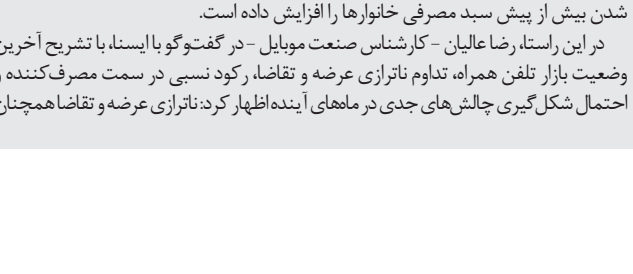 شدن بیش از پیش سبد مصرفی خانوارها را افزایش داده است.
در این راستا، رضا عالیان - کارشناس صنعت موبایل - در گفت‌وگو با ایسنا، با تشریح آخرین
وضعیت بازار تلفن همراه، تداوم ناترازی عرضه و تقاضا، رکود نسبی در سمت مصرف‌کننده و
احتمال شکل‌گیری چالش‌های جدی در ماه‌های آینده اظهار کرد: ناترازی عرضه و تقاضا همچنان